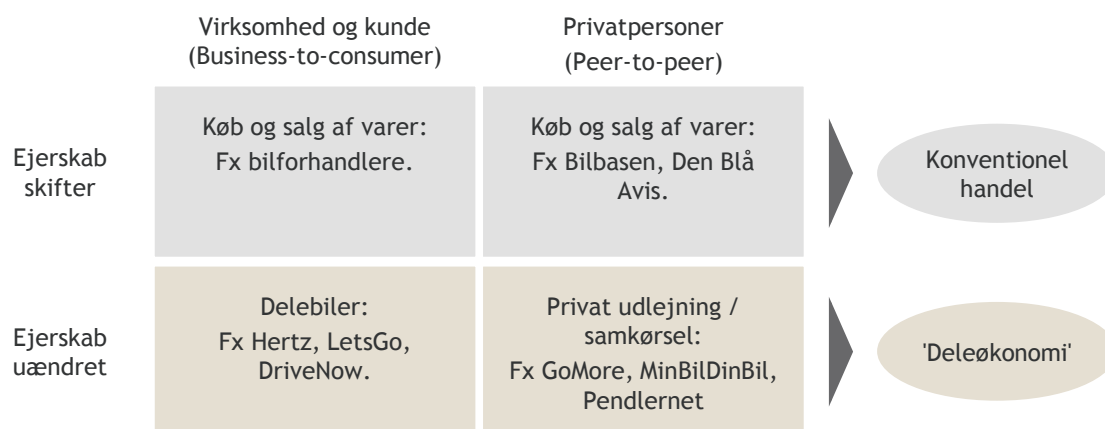 Virksomhed og kunde
(Business-to-consumer)
Privatpersoner
(Peer-to-peer)
Ejerskab
skifter
Køb og salg af varer:
Fx bilforhandlere.
Køb og salg af varer:
Fx Bilbasen, Den Blå
Avis.
Konventionel
handel
Ejerskab
uændret
Delebiler:
Fx Hertz, LetsGo,
DriveNow.
Privat udlejning /
samkørsel:
Fx GoMore, MinBilDinBil,
Pendlernet
'Deleøkonomi'